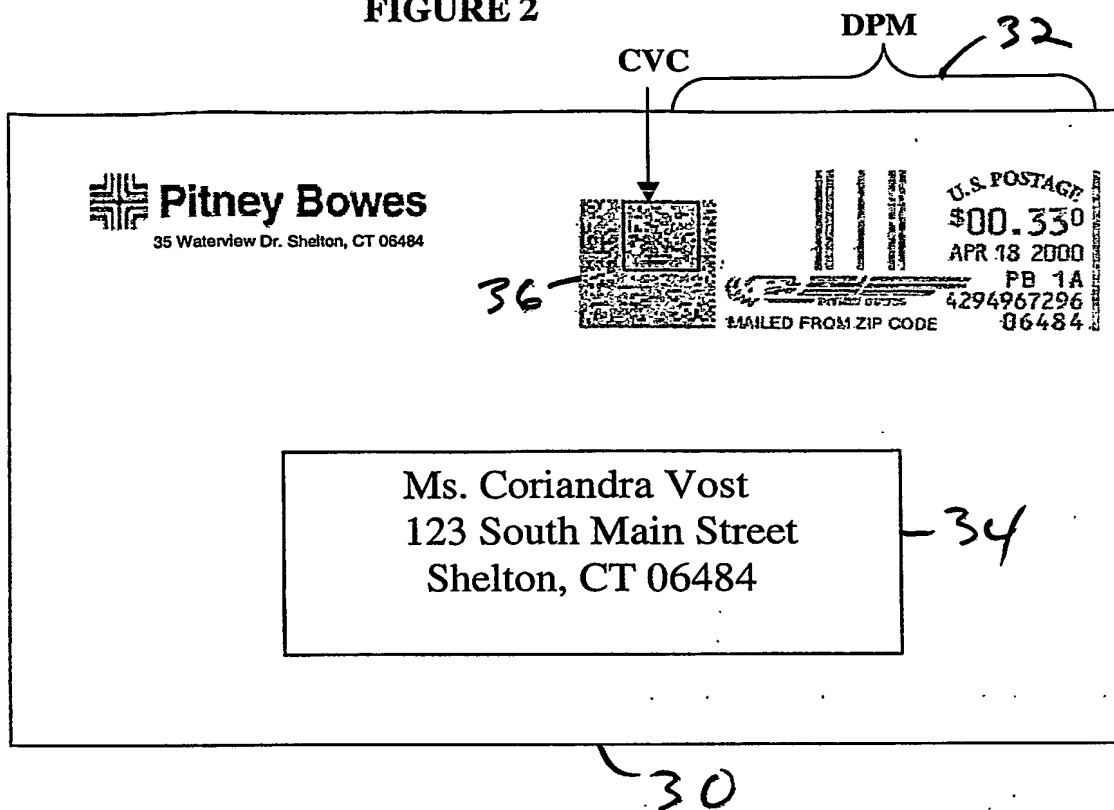 FIGURE 2
DPM
32
CVC
Pitney Bowes
35 Waterview Dr. Shelton, CT 06484
U.S. POSTAGE
$00.330
APR 18 2000
PB 1A
4294967296
06484
MAILED FROM ZIP CODE
36
Ms. Coriandra Vost
123 South Main Street
Shelton, CT 06484
34
30